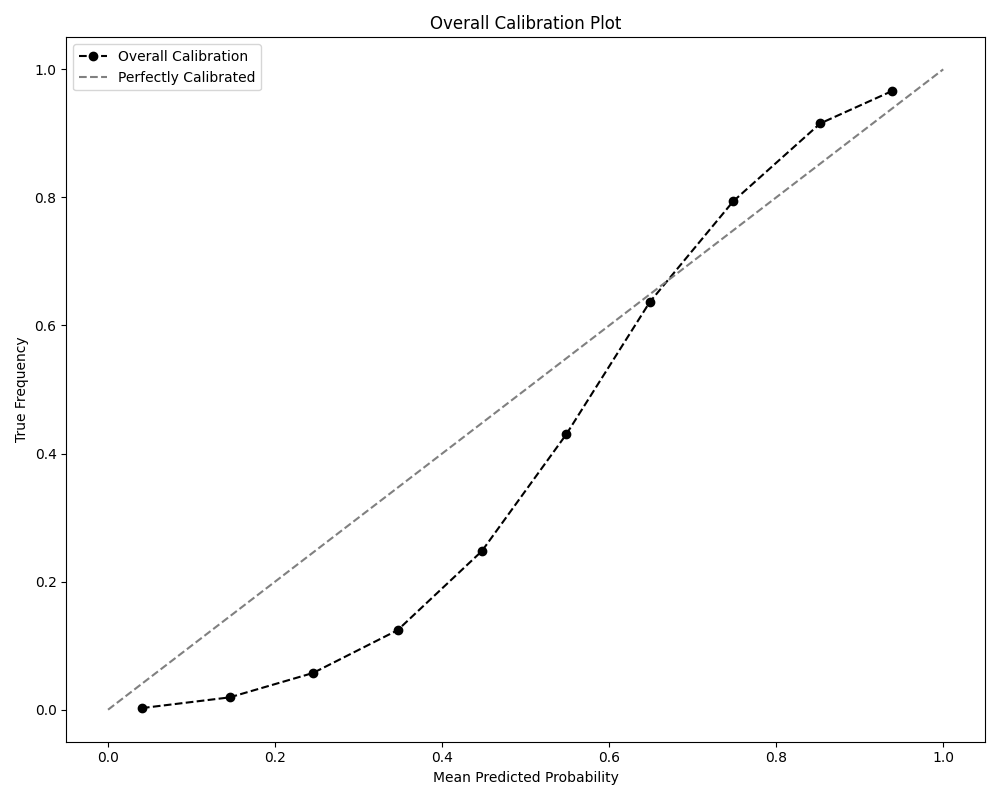 Overall Calibration Plot
Overall Calibration
Perfectly Calibrated
1.0
0.8
0.6
0.4
0.2
0.0
True Frequency
0.0 0.2 0.4 0.6 0.8 1.0
Mean Predicted Probability